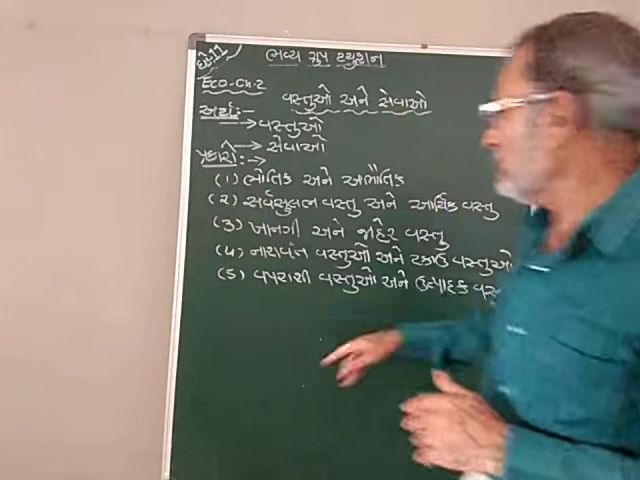 ધો.11
ભવ્ય ગ્રુપ ટ્યુશન
Eco-Ch.2
વસ્તુઓ અને સેવાઓ
અર્થ:-
→વસ્તુઓ
→ સેવાઓ
પ્રકારો:→
(૧) ભૌતિક અને અભૌતિક
(૨) સર્વસુલભ વસ્તુ અને આર્થિક વસ્તુ
(૩) ખાનગી અને જાહેર વસ્તુ
(૪) નાશવંત વસ્તુઓ અને ટકાઉ વસ્તુઓ
(૫) વપરાશી વસ્તુઓ અને ઉત્પાદક